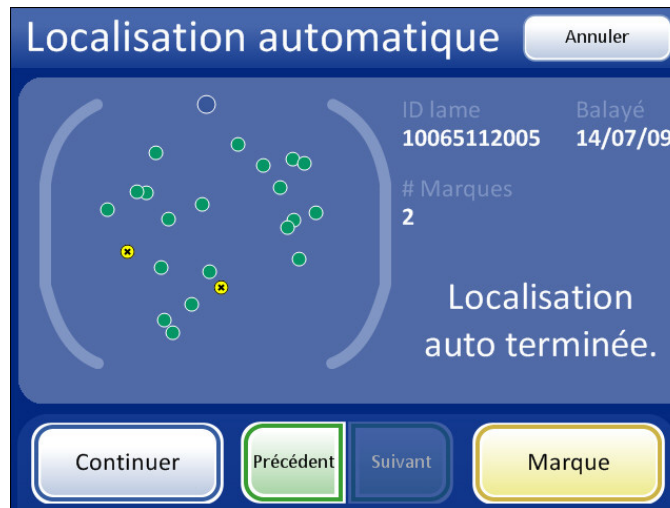 Localisation automatique
Annuler
ID lame
Balayé
10065112005
14/07/09
# Marques
2
Localisation
auto terminée.
Continuer
Précédent
Suivant
Marque